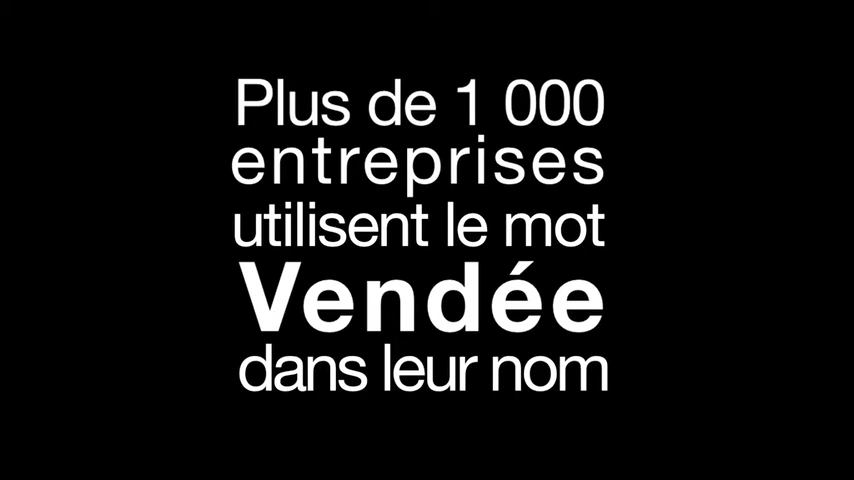 Plus de 1 000
entreprises
utilisent le mot
Vendée
dans leur nom